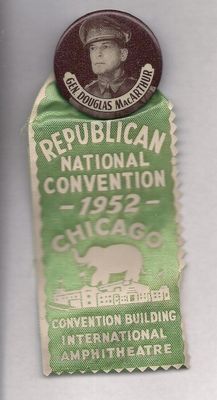 GEN. DOUGLAS MacARTHUR
REPUBLICAN
NATIONAL
CONVENTION
-1952-
CHICAGO
CONVENTION BUILDING
INTERNATIONAL
AMPHITHEATRE